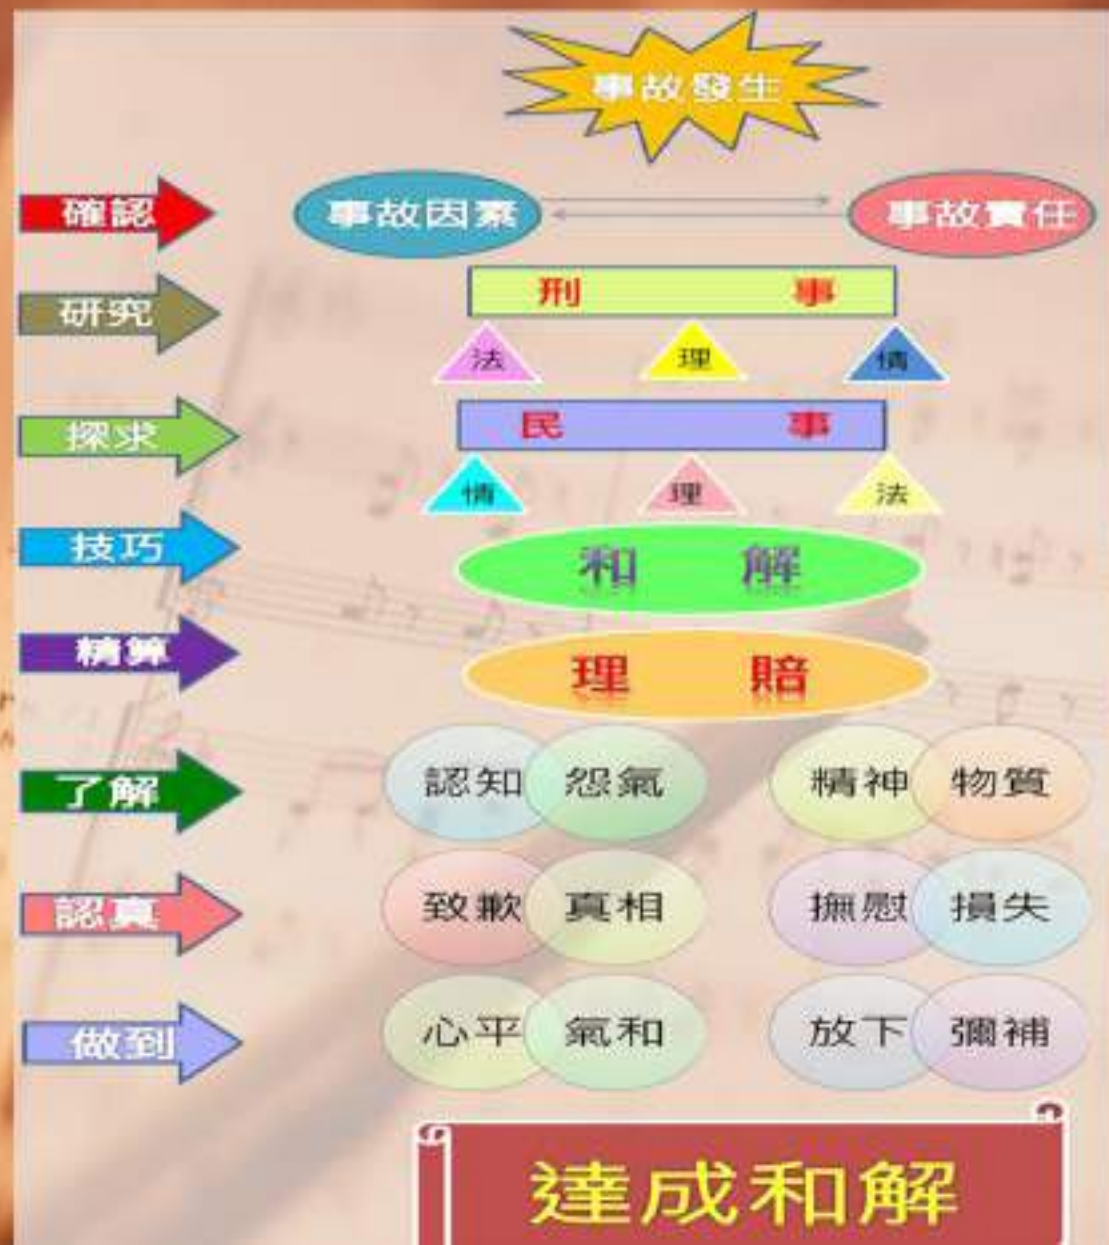 事故發生
確認 事故因素 事故責任
研究 刑事
法 理 情
探求 民事
情 理 法
技巧 和解
精算 理賠
了解 認知 怨氣 精神 物質
認真 致歉 真相 撫慰 損失
做到 心平 氣和 放下 彌補
達成和解